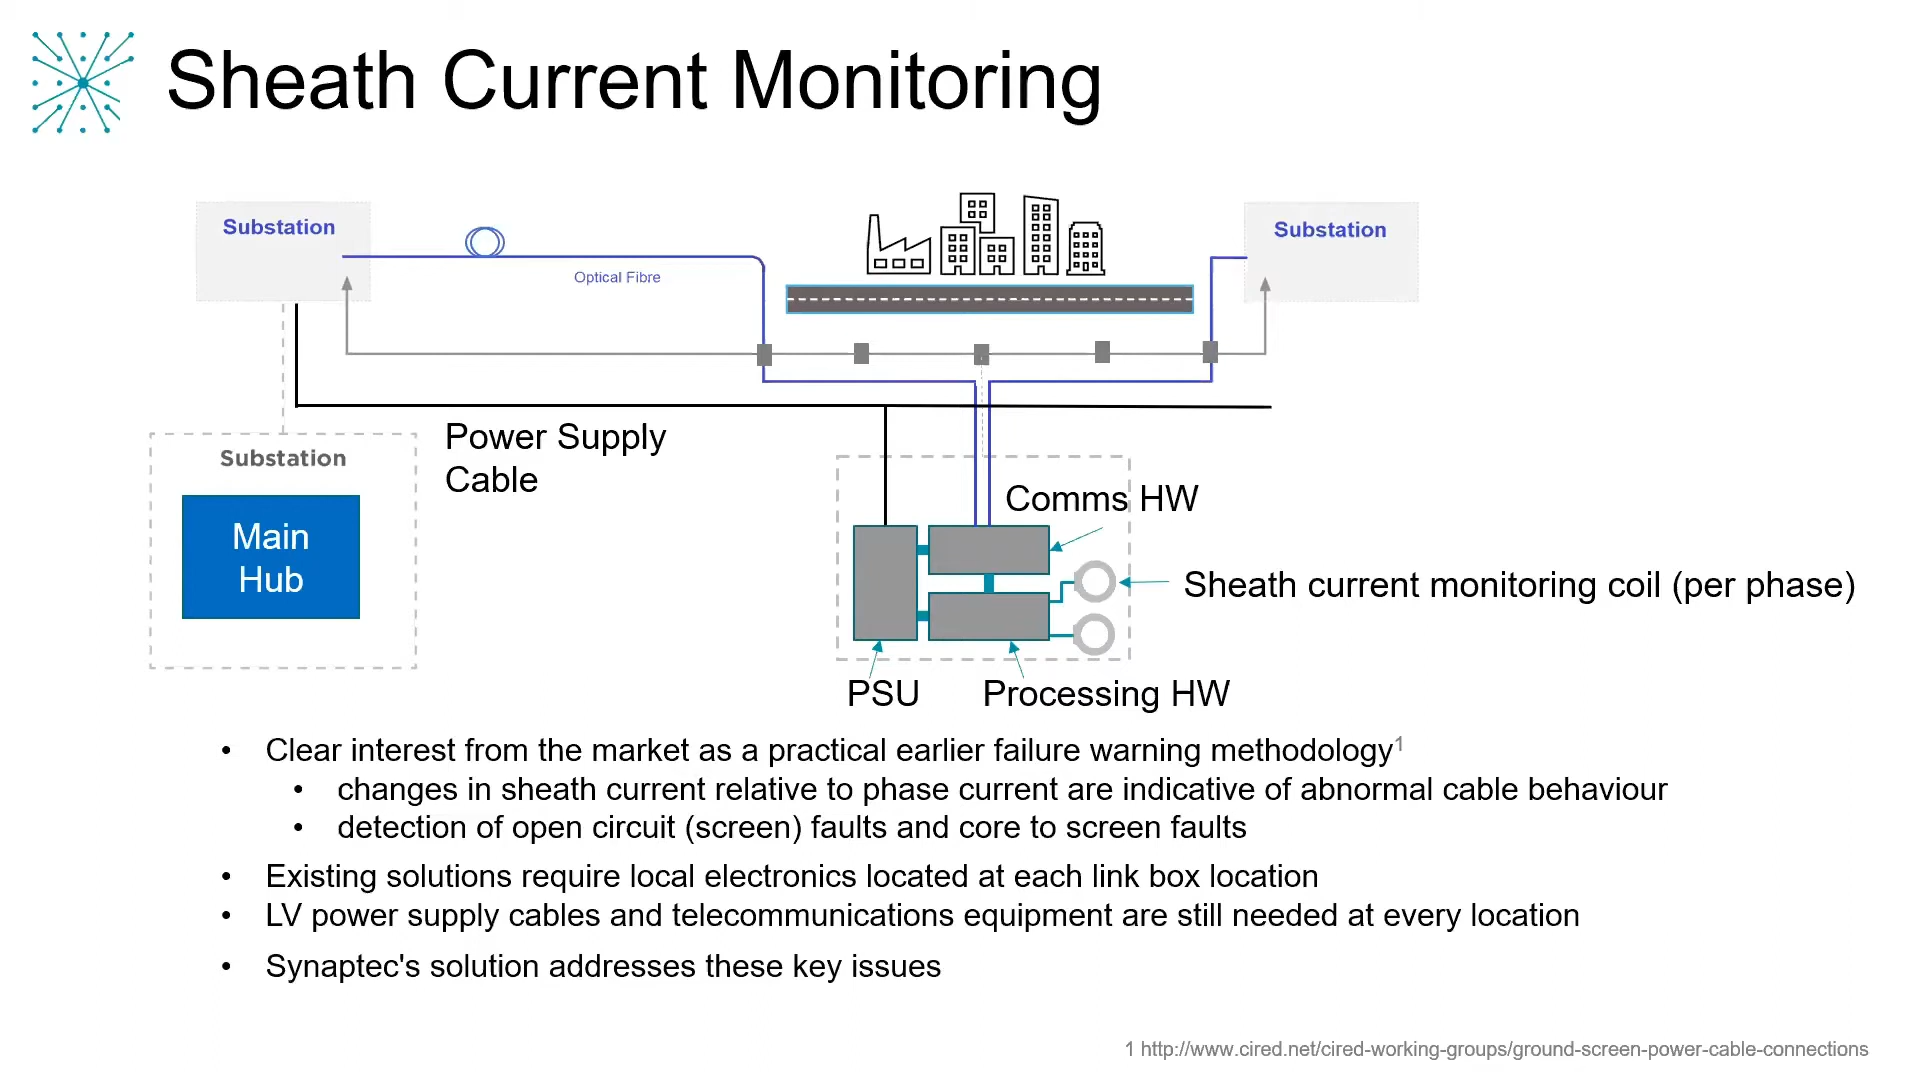 Sheath Current Monitoring
Substation
Substation
Optical Fibre
Power Supply
Cable
Substation
Main
Hub
Comms HW
Sheath current monitoring coil (per phase)
PSU
Processing HW
• Clear interest from the market as a practical earlier failure warning methodology1
• changes in sheath current relative to phase current are indicative of abnormal cable behaviour
• detection of open circuit (screen) faults and core to screen faults
• Existing solutions require local electronics located at each link box location
• LV power supply cables and telecommunications equipment are still needed at every location
• Synaptec's solution addresses these key issues
1 http://www.cired.net/cired-working-groups/ground-screen-power-cable-connections